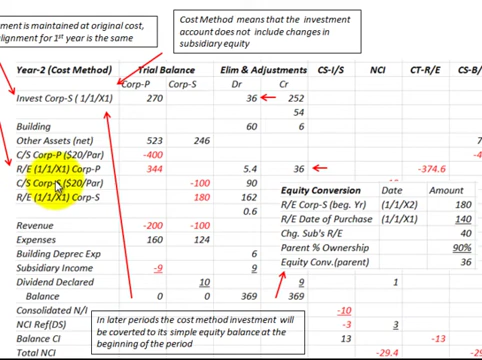 ment is maintained at original cost,
alignment for 1st year is the same
Cost Method means that the investment
account does not include changes in
subsidiary equity
Year-2 (Cost Method) Trial Balance Elim & Adjustments CS-I/S NCI CT-R/E CS-B/
Corp-P Corp-S Dr Cr
Invest Corp-S ( 1/1/X1) 270 36 252
54
Building 60 6
Other Assets (net) 523 246 7
C/S Corp-P ($20/Par) -400 -4
R/E (1/1/X1) Corp-P 344 5.4 36 -374.6
C/S Corp-S ($20/Par) -100 90
R/E (1/1/X1) Corp-S 180 162
0.6
Revenue -200 -100
Expenses 160 124
Building Deprec Exp 6
Subsidiary Income -9 9
Dividend Declared 10 9 1
Balance 0 0 369 369
Consolidated N/I -10
NCI Ref(DS) -3 3
Balance CI 13 -13
Total NCI -29.4 -29
Equity Conversion Date Amount
R/E Corp-S (beg. Yr) (1/1/X2) 180
R/E Date of Purchase (1/1/X1) 140
Chg. Sub's R/E 40
Parent % Ownership 90%
Equity Conv.(parent) 36
In later periods the cost method investment will
be coverted to its simple equity balance at the
beginning of the period